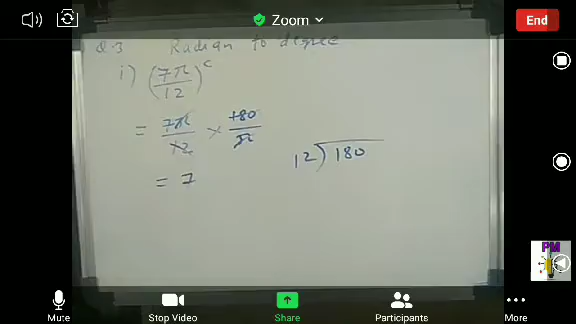 Zoom
End
Q.3 Radian to degree
i) (7π/12)^c
= 7π/12 × 180/π
12)180
= 7
PM
Mute
Stop Video
Share
Participants
More